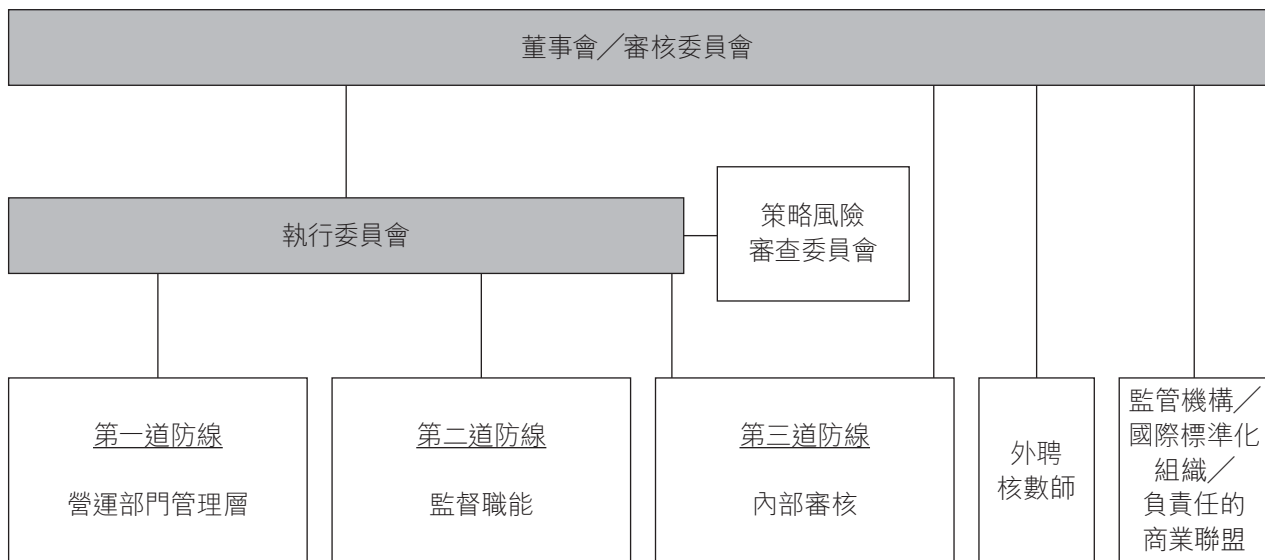 董事會╱審核委員會
策略風險
審查委員會
執行委員會
第一道防線
營運部門管理層
第二道防線
監督職能
第三道防線
內部審核
外聘
核數師
監管機構╱
國際標準化
組織╱
負責任的
商業聯盟